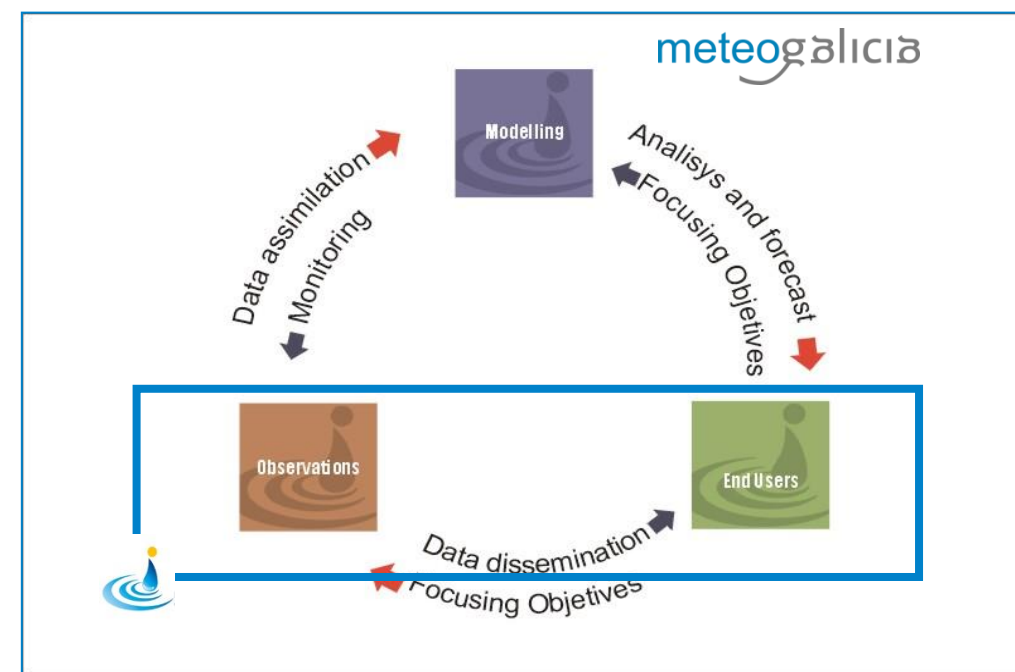 meteogalicia
Modelling
Data assimilation
Monitoring
Analisys and forecast
Focusing Objetives
Observations
End Users
Data dissemination
Focusing Objetives